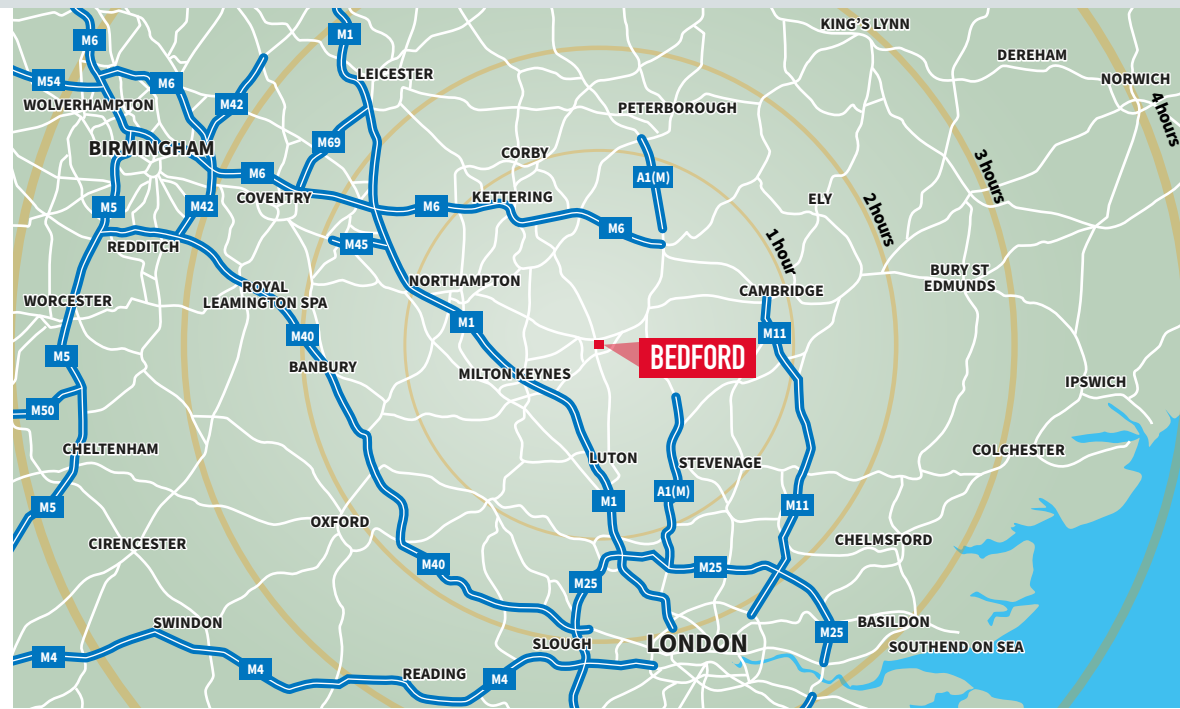 KING'S LYNN
M6
M1
DEREHAM
M54
M6
LEICESTER
NORWICH
WOLVERHAMPTON
M42
PETERBOROUGH
4 hours
BIRMINGHAM
M69
CORBY
3 hours
M6
A1(M)
COVENTRY
KETTERING
ELY
M5
M42
M6
M6
2 hours
REDDITCH
M45
1 hour
NORTHAMPTON
BURY ST
EDMUNDS
ROYAL
LEAMINGTON SPA
CAMBRIDGE
WORCESTER
M1
M40
M11
M5
BEDFORD
BANBURY
MILTON KEYNES
IPSWICH
M50
CHELTENHAM
LUTON
STEVENAGE
COLCHESTER
M5
M1
A1(M)
M11
OXFORD
CIRENCESTER
CHELMSFORD
M40
M25
M25
SWINDON
BASILDON
M25
SLOUGH
LONDON
SOUTHEND ON SEA
M4
M4
READING
M4